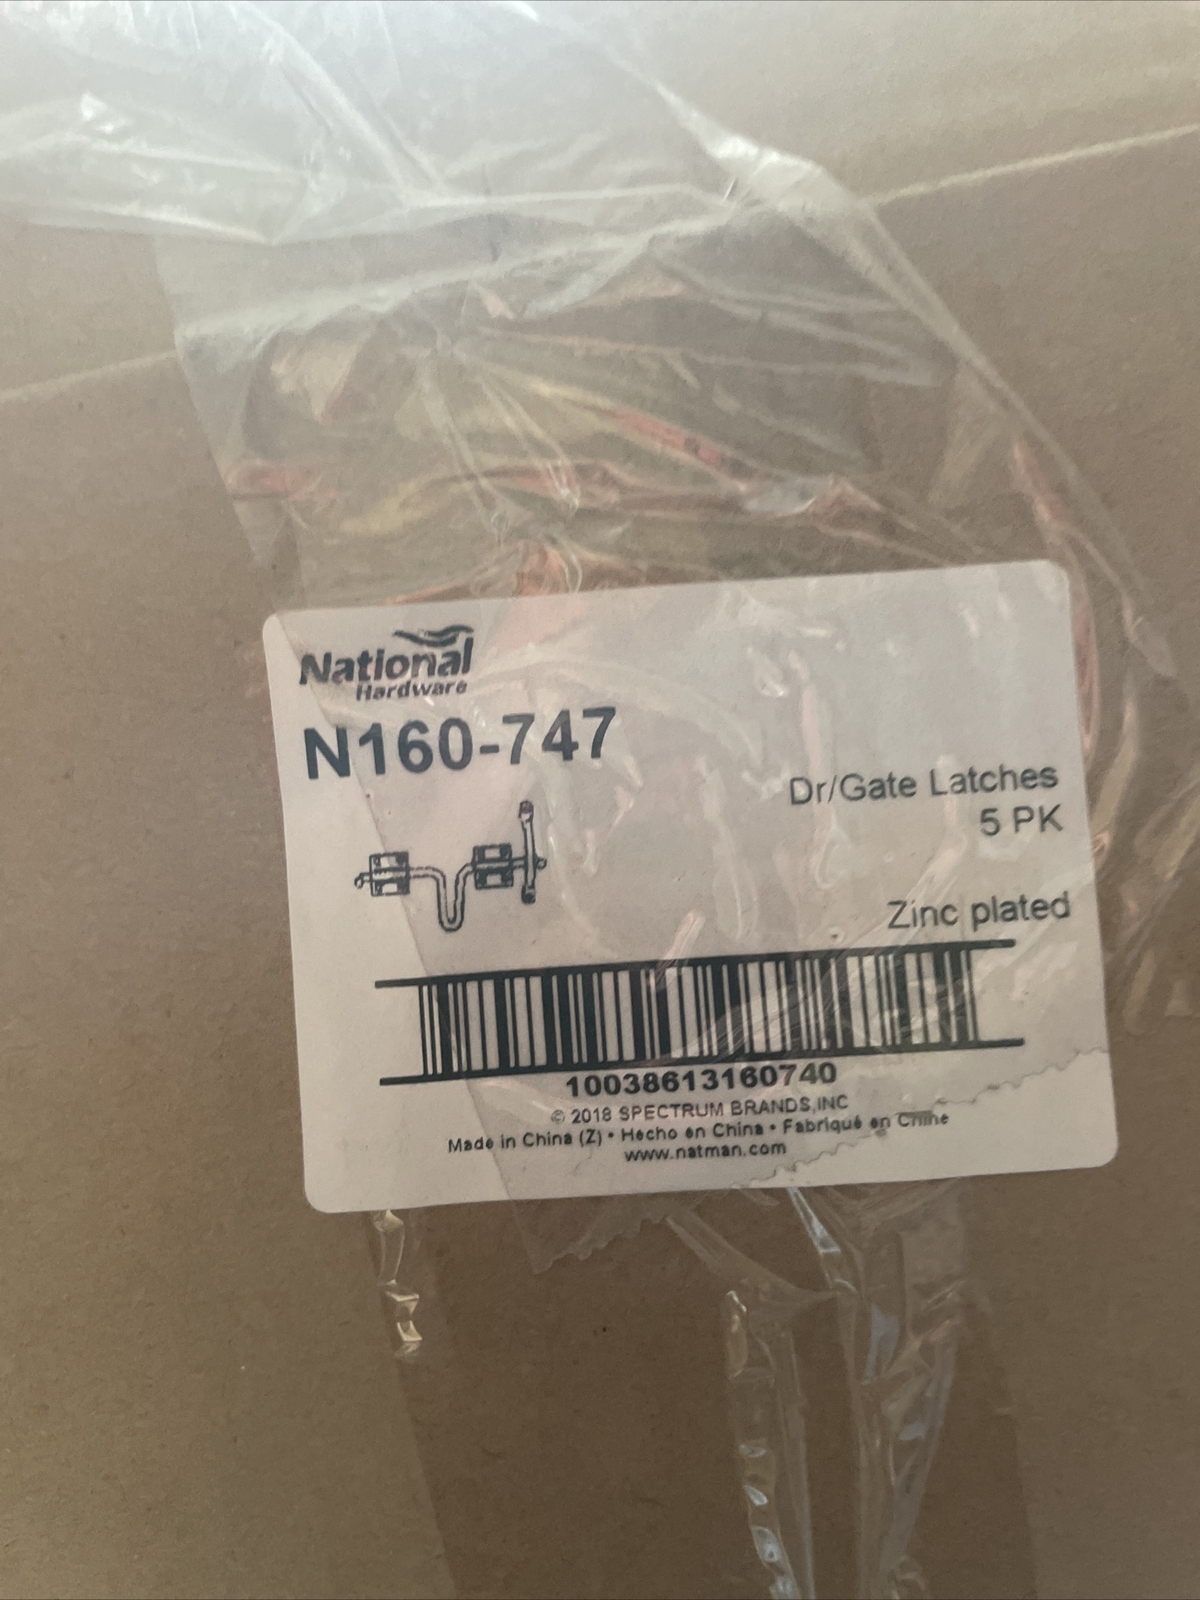 National
Hardware
N160-747
Dr/Gate Latches
5 PK
Zinc plated
10038613160740
© 2018 SPECTRUM BRANDS,INC
Made in China (Z) • Hecho en China • Fabriqué en Chine
www.natman.com